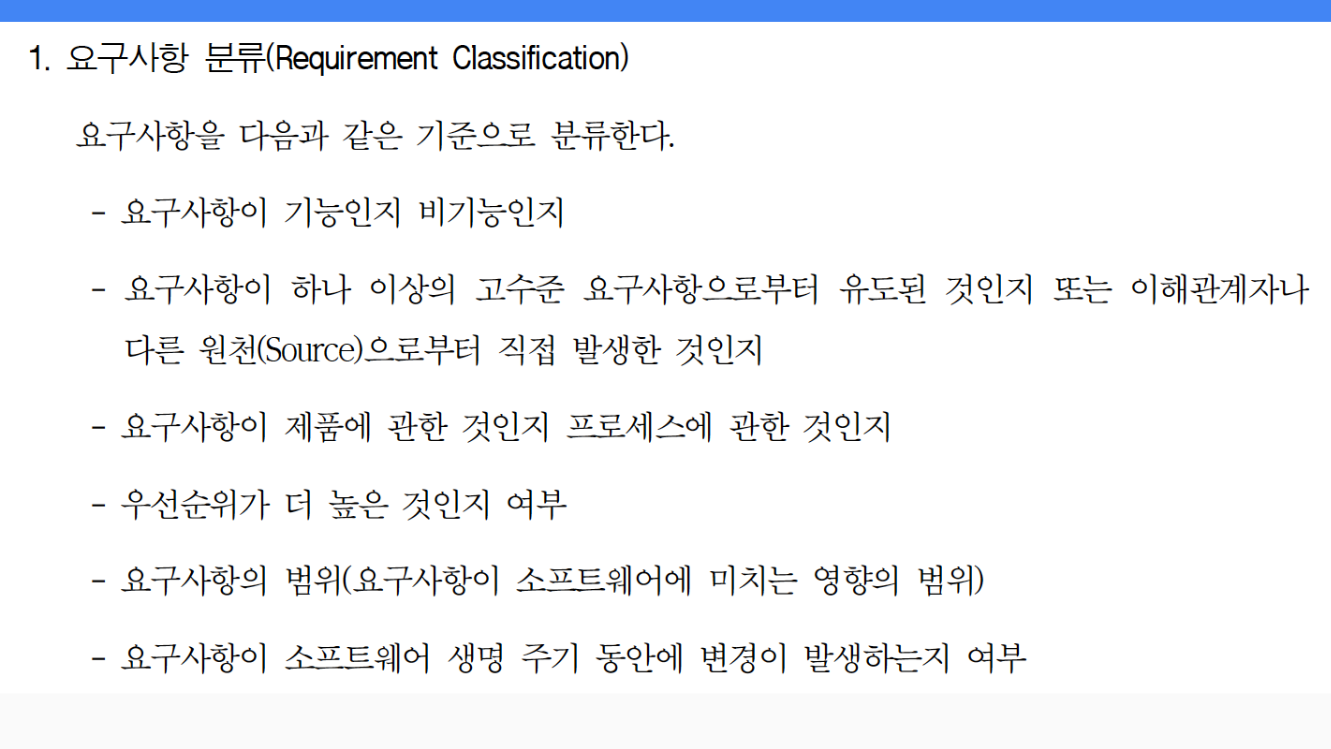 1. 요구사항 분류(Requirement Classification)
요구사항을 다음과 같은 기준으로 분류한다.
- 요구사항이 기능인지 비기능인지
- 요구사항이 하나 이상의 고수준 요구사항으로부터 유도된 것인지 또는 이해관계자나
다른 원천(Source)으로부터 직접 발생한 것인지
- 요구사항이 제품에 관한 것인지 프로세스에 관한 것인지
- 우선순위가 더 높은 것인지 여부
- 요구사항의 범위(요구사항이 소프트웨어에 미치는 영향의 범위)
- 요구사항이 소프트웨어 생명 주기 동안에 변경이 발생하는지 여부